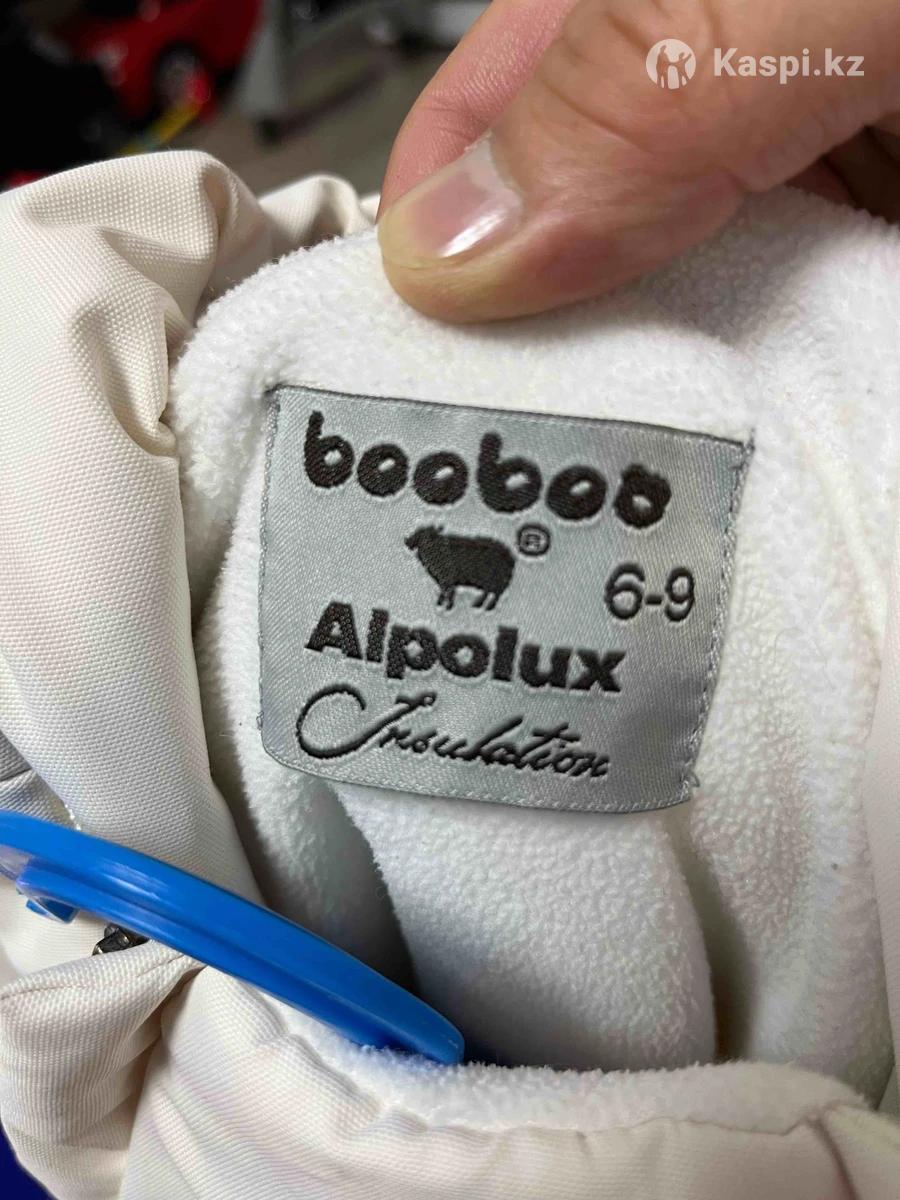 Kaspi.kz
booboo
®
6-9
Alpolux
Insulation